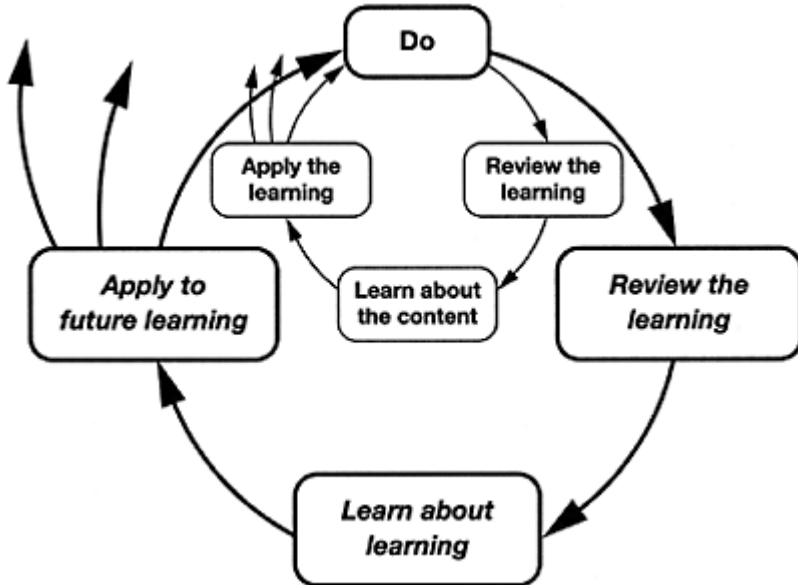 Do
Apply the
learning
Review the
learning
Learn about
the content
Apply to
future learning
Review the
learning
Learn about
learning